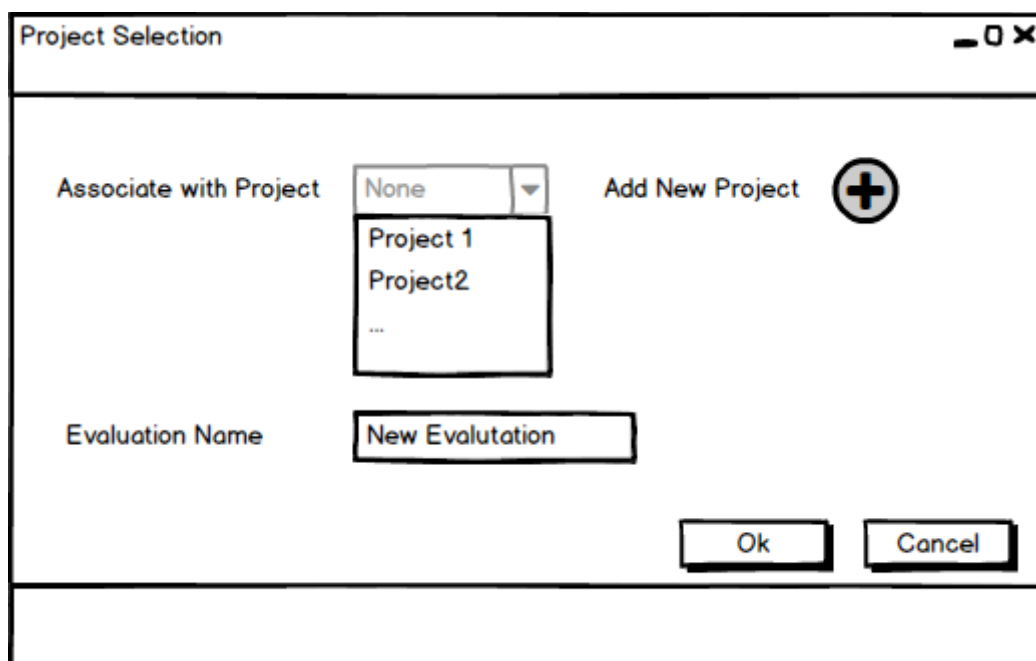 Project Selection
Associate with Project None Add New Project
Project 1
Project2
...
Evaluation Name New Evalutation
Ok Cancel